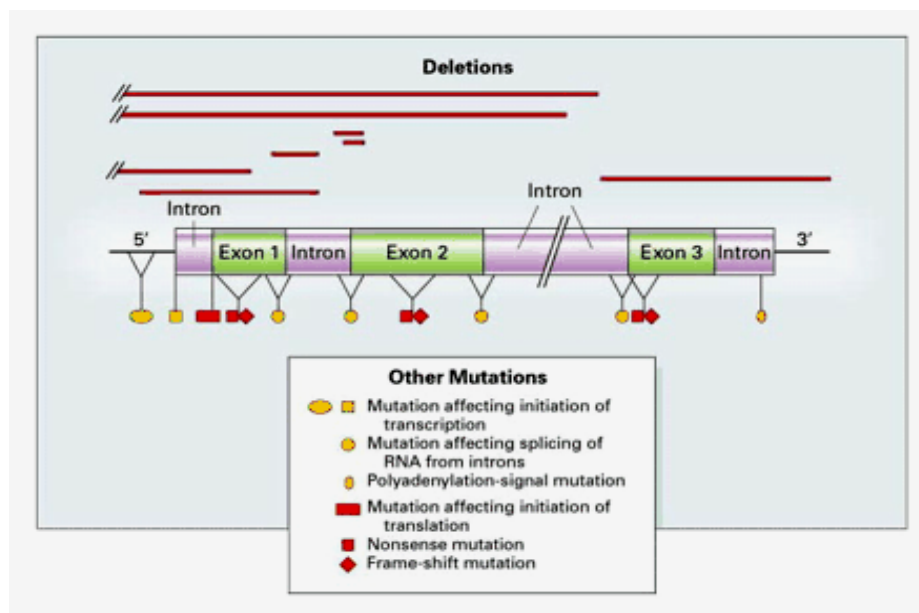 Deletions
Intron
Intron
5'
Exon 1
Intron
Exon 2
Exon 3
Intron
3'
Other Mutations
Mutation affecting initiation of
transcription
Mutation affecting splicing of
RNA from introns
Polyadenylation-signal mutation
Mutation affecting initiation of
translation
Nonsense mutation
Frame-shift mutation